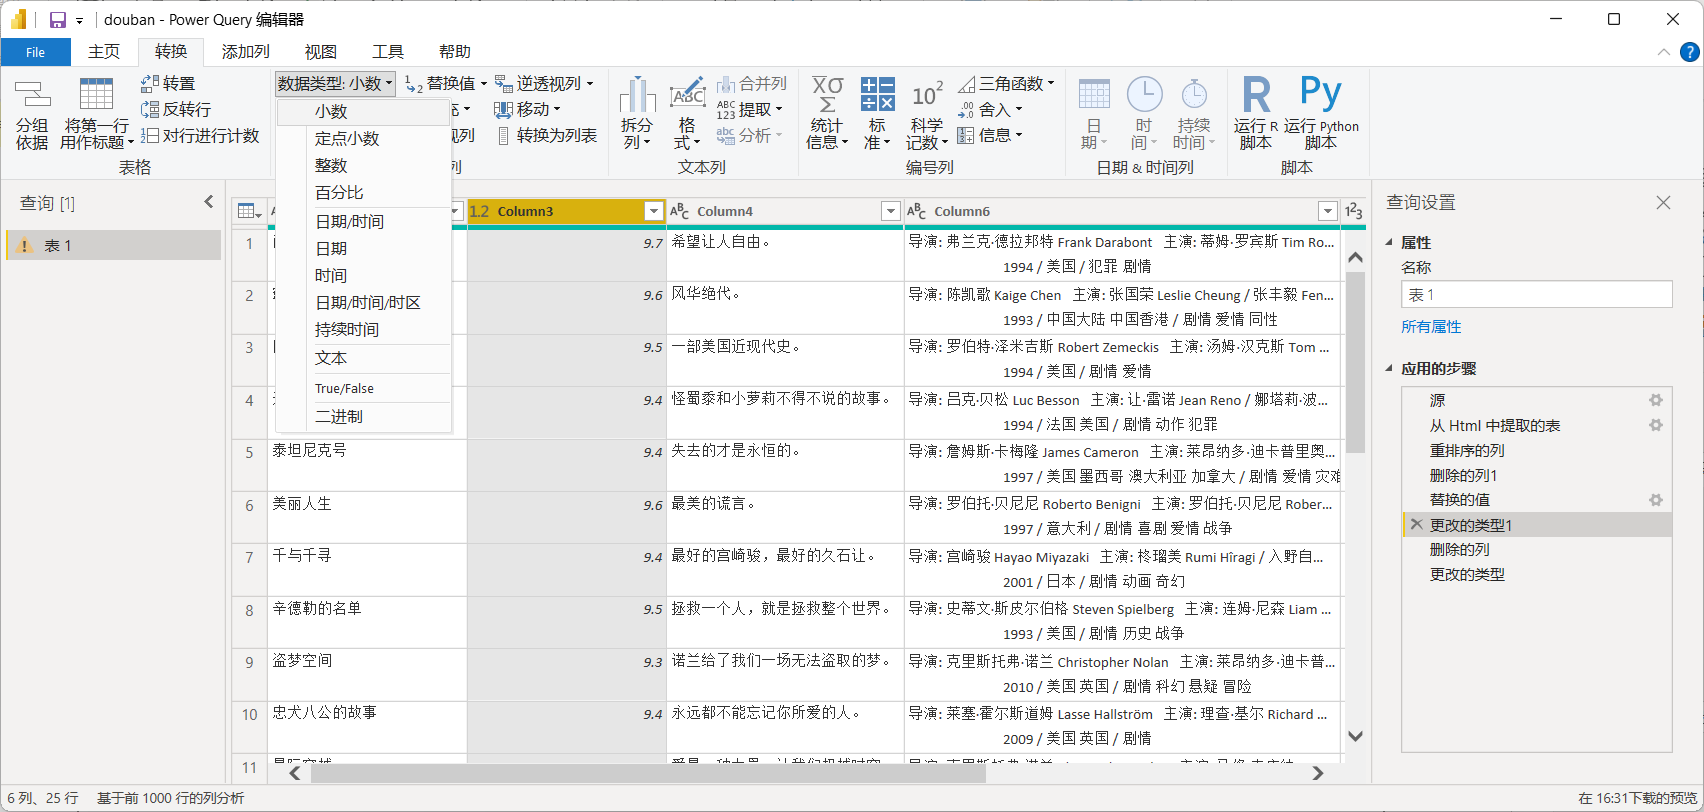 douban - Power Query 编辑器
File
主页
转换
添加列
视图
工具
帮助
分组
依据
将第一行
用作标题
转置
反转行
对行进行计数
表格
数据类型: 小数
替换值
逆透视列
移动
转换为列表
列
小数
定点小数
整数
百分比
日期/时间
日期
时间
日期/时间/时区
持续时间
文本
True/False
二进制
拆分
列
格
式
合并列
提取
分析
文本列
统计
信息
标
准
科学
记数
三角函数
舍入
信息
编号列
日
期
时
间
持续
时间
日期 & 时间列
运行 R
脚本
运行 Python
脚本
脚本
查询 [1]
表 1
1.2 Column3
Column4
Column6
1 9.7 希望让人自由。 导演: 弗兰克·德拉邦特 Frank Darabont 主演: 蒂姆·罗宾斯 Tim Ro...
1994 / 美国 / 犯罪 剧情
2 9.6 风华绝代。 导演: 陈凯歌 Kaige Chen 主演: 张国荣 Leslie Cheung / 张丰毅 Fen...
1993 / 中国大陆 中国香港 / 剧情 爱情 同性
3 9.5 一部美国近现代史。 导演: 罗伯特·泽米吉斯 Robert Zemeckis 主演: 汤姆·汉克斯 Tom ...
1994 / 美国 / 剧情 爱情
4 9.4 怪蜀黍和小萝莉不得不说的故事。 导演: 吕克·贝松 Luc Besson 主演: 让·雷诺 Jean Reno / 娜塔莉·波...
1994 / 法国 美国 / 剧情 动作 犯罪
5 泰坦尼克号 9.4 失去的才是永恒的。 导演: 詹姆斯·卡梅隆 James Cameron 主演: 莱昂纳多·迪卡普里奥...
1997 / 美国 墨西哥 澳大利亚 加拿大 / 剧情 爱情 灾难
6 美丽人生 9.6 最美的谎言。 导演: 罗伯托·贝尼尼 Roberto Benigni 主演: 罗伯托·贝尼尼 Rober...
1997 / 意大利 / 剧情 喜剧 爱情 战争
7 千与千寻 9.4 最好的宫崎骏，最好的久石让。 导演: 宫崎骏 Hayao Miyazaki 主演: 柊瑠美 Rumi Hîragi / 入野自...
2001 / 日本 / 剧情 动画 奇幻
8 辛德勒的名单 9.5 拯救一个人，就是拯救整个世界。 导演: 史蒂文·斯皮尔伯格 Steven Spielberg 主演: 连姆·尼森 Liam ...
1993 / 美国 / 剧情 历史 战争
9 盗梦空间 9.3 诺兰给了我们一场无法盗取的梦。 导演: 克里斯托弗·诺兰 Christopher Nolan 主演: 莱昂纳多·迪卡普...
2010 / 美国 英国 / 剧情 科幻 悬疑 冒险
10 忠犬八公的故事 9.4 永远都不能忘记你所爱的人。 导演: 莱塞·霍尔斯道姆 Lasse Hallström 主演: 理查·基尔 Richard ...
2009 / 美国 英国 / 剧情
11
查询设置
属性
名称
表 1
所有属性
应用的步骤
源
从 Html 中提取的表
重排序的列
删除的列1
替换的值
更改的类型1
删除的列
更改的类型
6 列、25 行 基于前 1000 行的列分析
在 16:31下载的预览